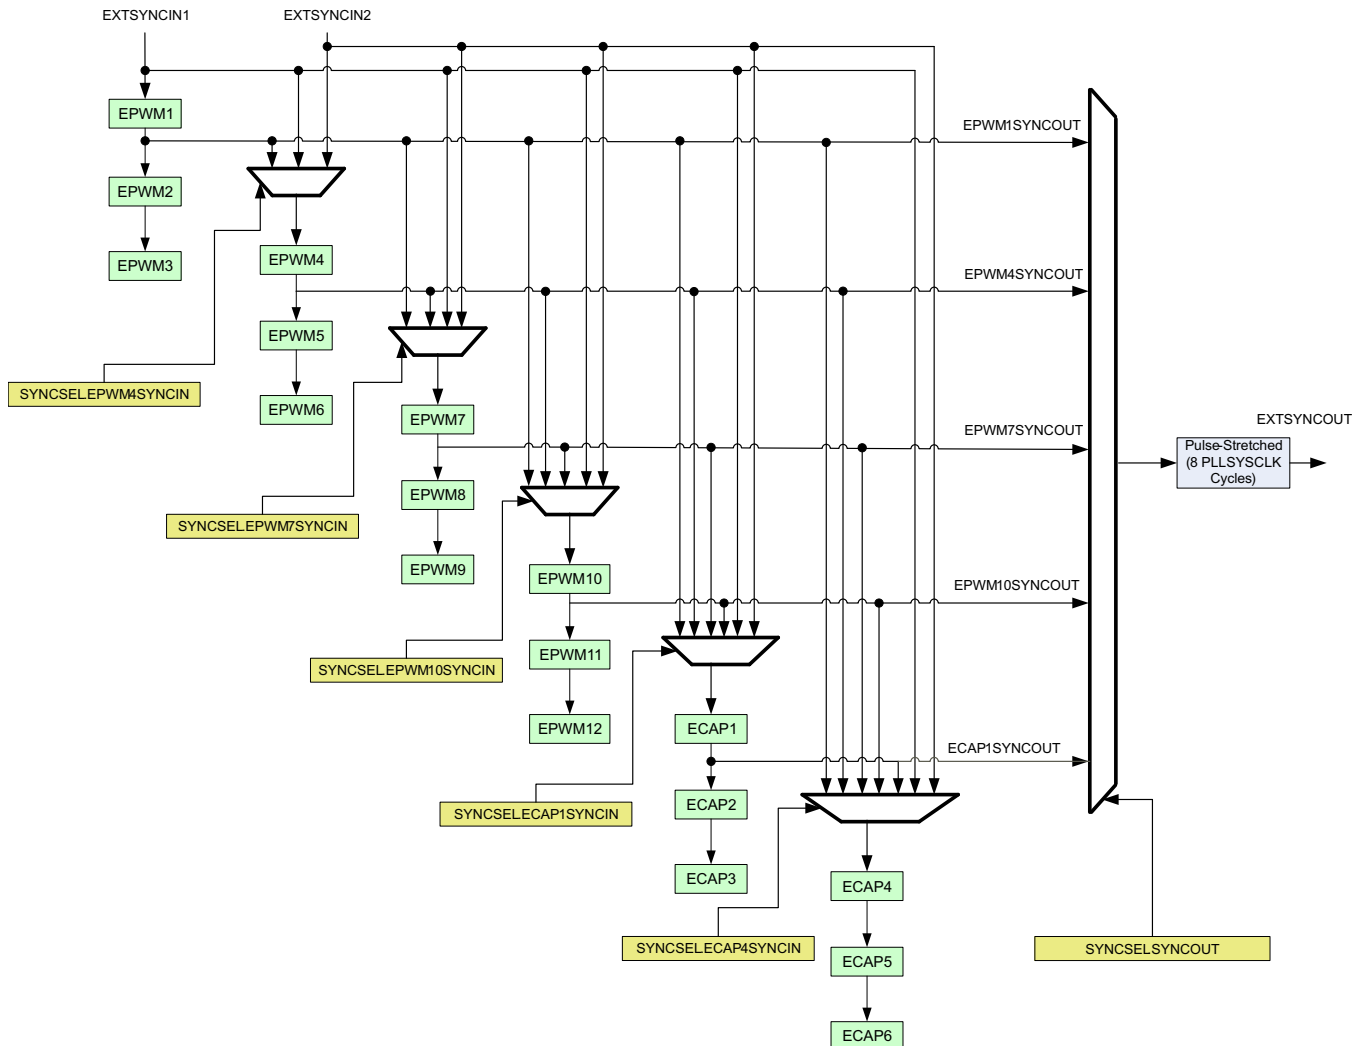 EXTSYNCIN1
EXTSYNCIN2
EPWM1
EPWM1SYNCOUT
EPWM2
EPWM3
EPWM4
EPWM4SYNCOUT
EPWM5
SYNCSELEPWM4SYNCIN
EPWM6
EPWM7
EXTSYNCOUT
EPWM7SYNCOUT
Pulse-Stretched
(8 PLLSYSCLK
Cycles)
EPWM8
SYNCSELEPWM7SYNCIN
EPWM9
EPWM10
EPWM10SYNCOUT
EPWM11
SYNCSELEPWM10SYNCIN
EPWM12
ECAP1
ECAP1SYNCOUT
ECAP2
SYNCSELECAP1SYNCIN
ECAP3
ECAP4
SYNCSELECAP4SYNCIN
SYNCSELSYNCOUT
ECAP5
ECAP6